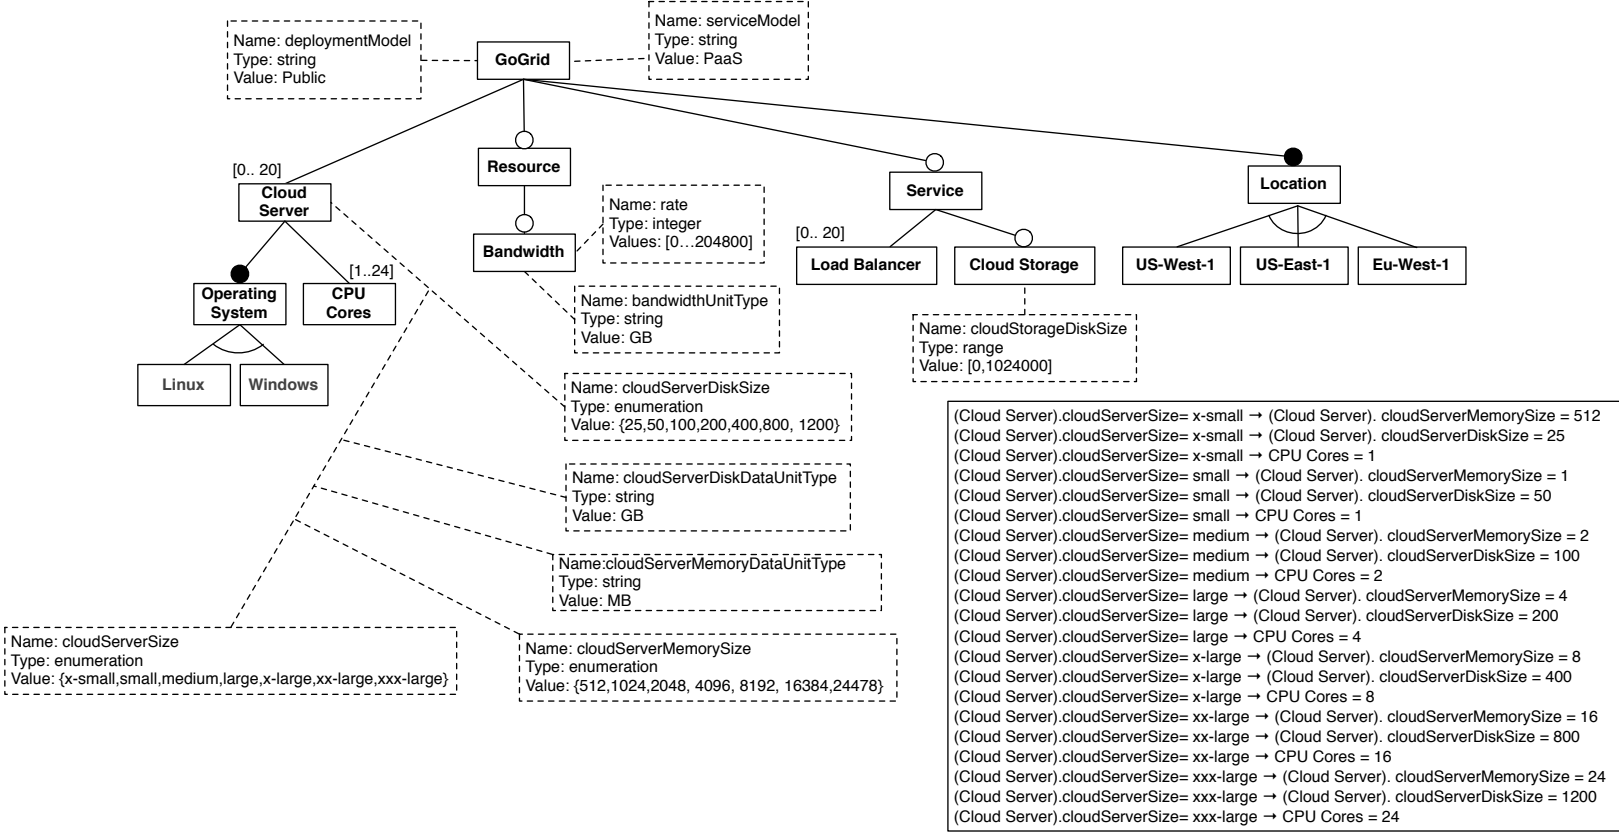 Name: deploymentModel
Type: string
Value: Public
GoGrid
Name: serviceModel
Type: string
Value: PaaS
[0.. 20]
Cloud
Server
Resource
Service
Location
Name: rate
Type: integer
Values: [0...204800]
Bandwidth
[0.. 20]
Load Balancer
Cloud Storage
US-West-1
US-East-1
Eu-West-1
[1..24]
Operating
System
CPU
Cores
Name: bandwidthUnitType
Type: string
Value: GB
Name: cloudStorageDiskSize
Type: range
Value: [0,1024000]
Linux
Windows
Name: cloudServerDiskSize
Type: enumeration
Value: {25,50,100,200,400,800, 1200}
Name: cloudServerDiskDataUnitType
Type: string
Value: GB
Name:cloudServerMemoryDataUnitType
Type: string
Value: MB
Name: cloudServerSize
Type: enumeration
Value: {x-small,small,medium,large,x-large,xx-large,xxx-large}
Name: cloudServerMemorySize
Type: enumeration
Value: {512,1024,2048, 4096, 8192, 16384,24478}
(Cloud Server).cloudServerSize= x-small → (Cloud Server). cloudServerMemorySize = 512
(Cloud Server).cloudServerSize= x-small → (Cloud Server). cloudServerDiskSize = 25
(Cloud Server).cloudServerSize= x-small → CPU Cores = 1
(Cloud Server).cloudServerSize= small → (Cloud Server). cloudServerMemorySize = 1
(Cloud Server).cloudServerSize= small → (Cloud Server). cloudServerDiskSize = 50
(Cloud Server).cloudServerSize= small → CPU Cores = 1
(Cloud Server).cloudServerSize= medium → (Cloud Server). cloudServerMemorySize = 2
(Cloud Server).cloudServerSize= medium → (Cloud Server). cloudServerDiskSize = 100
(Cloud Server).cloudServerSize= medium → CPU Cores = 2
(Cloud Server).cloudServerSize= large → (Cloud Server). cloudServerMemorySize = 4
(Cloud Server).cloudServerSize= large → (Cloud Server). cloudServerDiskSize = 200
(Cloud Server).cloudServerSize= large → CPU Cores = 4
(Cloud Server).cloudServerSize= x-large → (Cloud Server). cloudServerMemorySize = 8
(Cloud Server).cloudServerSize= x-large → (Cloud Server). cloudServerDiskSize = 400
(Cloud Server).cloudServerSize= x-large → CPU Cores = 8
(Cloud Server).cloudServerSize= xx-large → (Cloud Server). cloudServerMemorySize = 16
(Cloud Server).cloudServerSize= xx-large → (Cloud Server). cloudServerDiskSize = 800
(Cloud Server).cloudServerSize= xx-large → CPU Cores = 16
(Cloud Server).cloudServerSize= xxx-large → (Cloud Server). cloudServerMemorySize = 24
(Cloud Server).cloudServerSize= xxx-large → (Cloud Server). cloudServerDiskSize = 1200
(Cloud Server).cloudServerSize= xxx-large → CPU Cores = 24